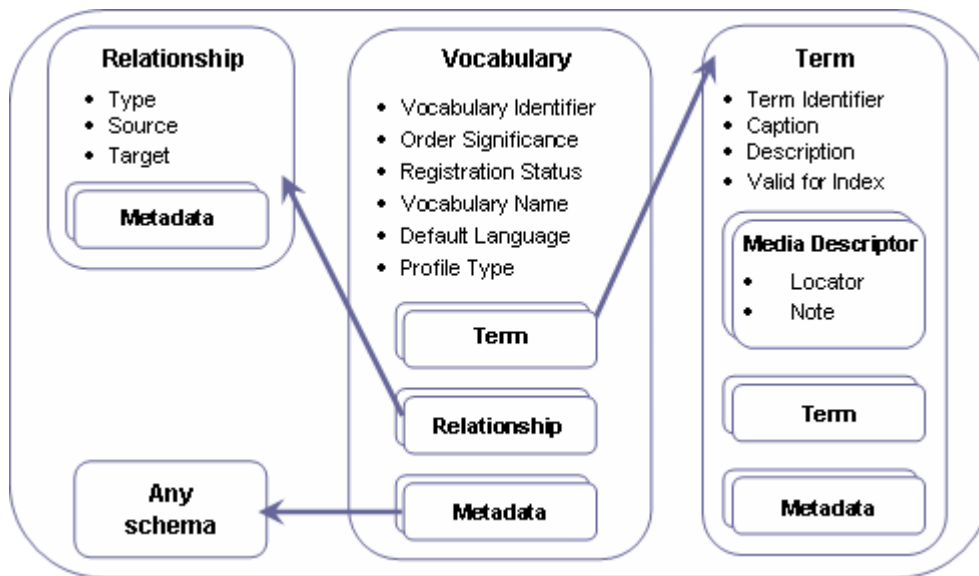 Relationship
• Type
• Source
• Target
Metadata
Vocabulary
• Vocabulary Identifier
• Order Significance
• Registration Status
• Vocabulary Name
• Default Language
• Profile Type
Term
Relationship
Metadata
Term
• Term Identifier
• Caption
• Description
• Valid for Index
Media Descriptor
• Locator
• Note
Term
Metadata
Any
schema